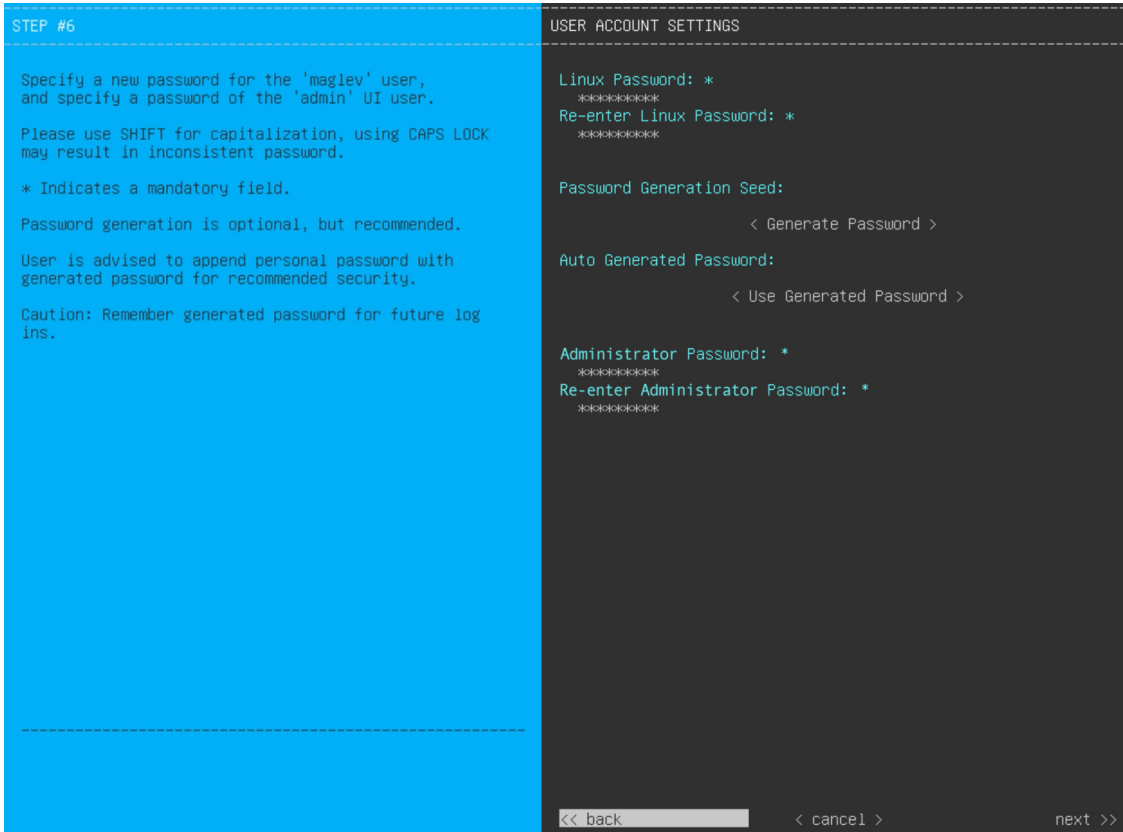 STEP #6
Specify a new password for the 'maglev' user,
and specify a password of the 'admin' UI user.
Please use SHIFT for capitalization, using CAPS LOCK
may result in inconsistent password.
* Indicates a mandatory field.
Password generation is optional, but recommended.
User is advised to append personal password with
generated password for recommended security.
Caution: Remember generated password for future log
ins.
USER ACCOUNT SETTINGS
Linux Password: *
*********
Re-enter Linux Password: *
*********
Password Generation Seed:
< Generate Password >
Auto Generated Password:
< Use Generated Password >
Administrator Password: *
*********
Re-enter Administrator Password: *
*********
<< back < cancel > next >>